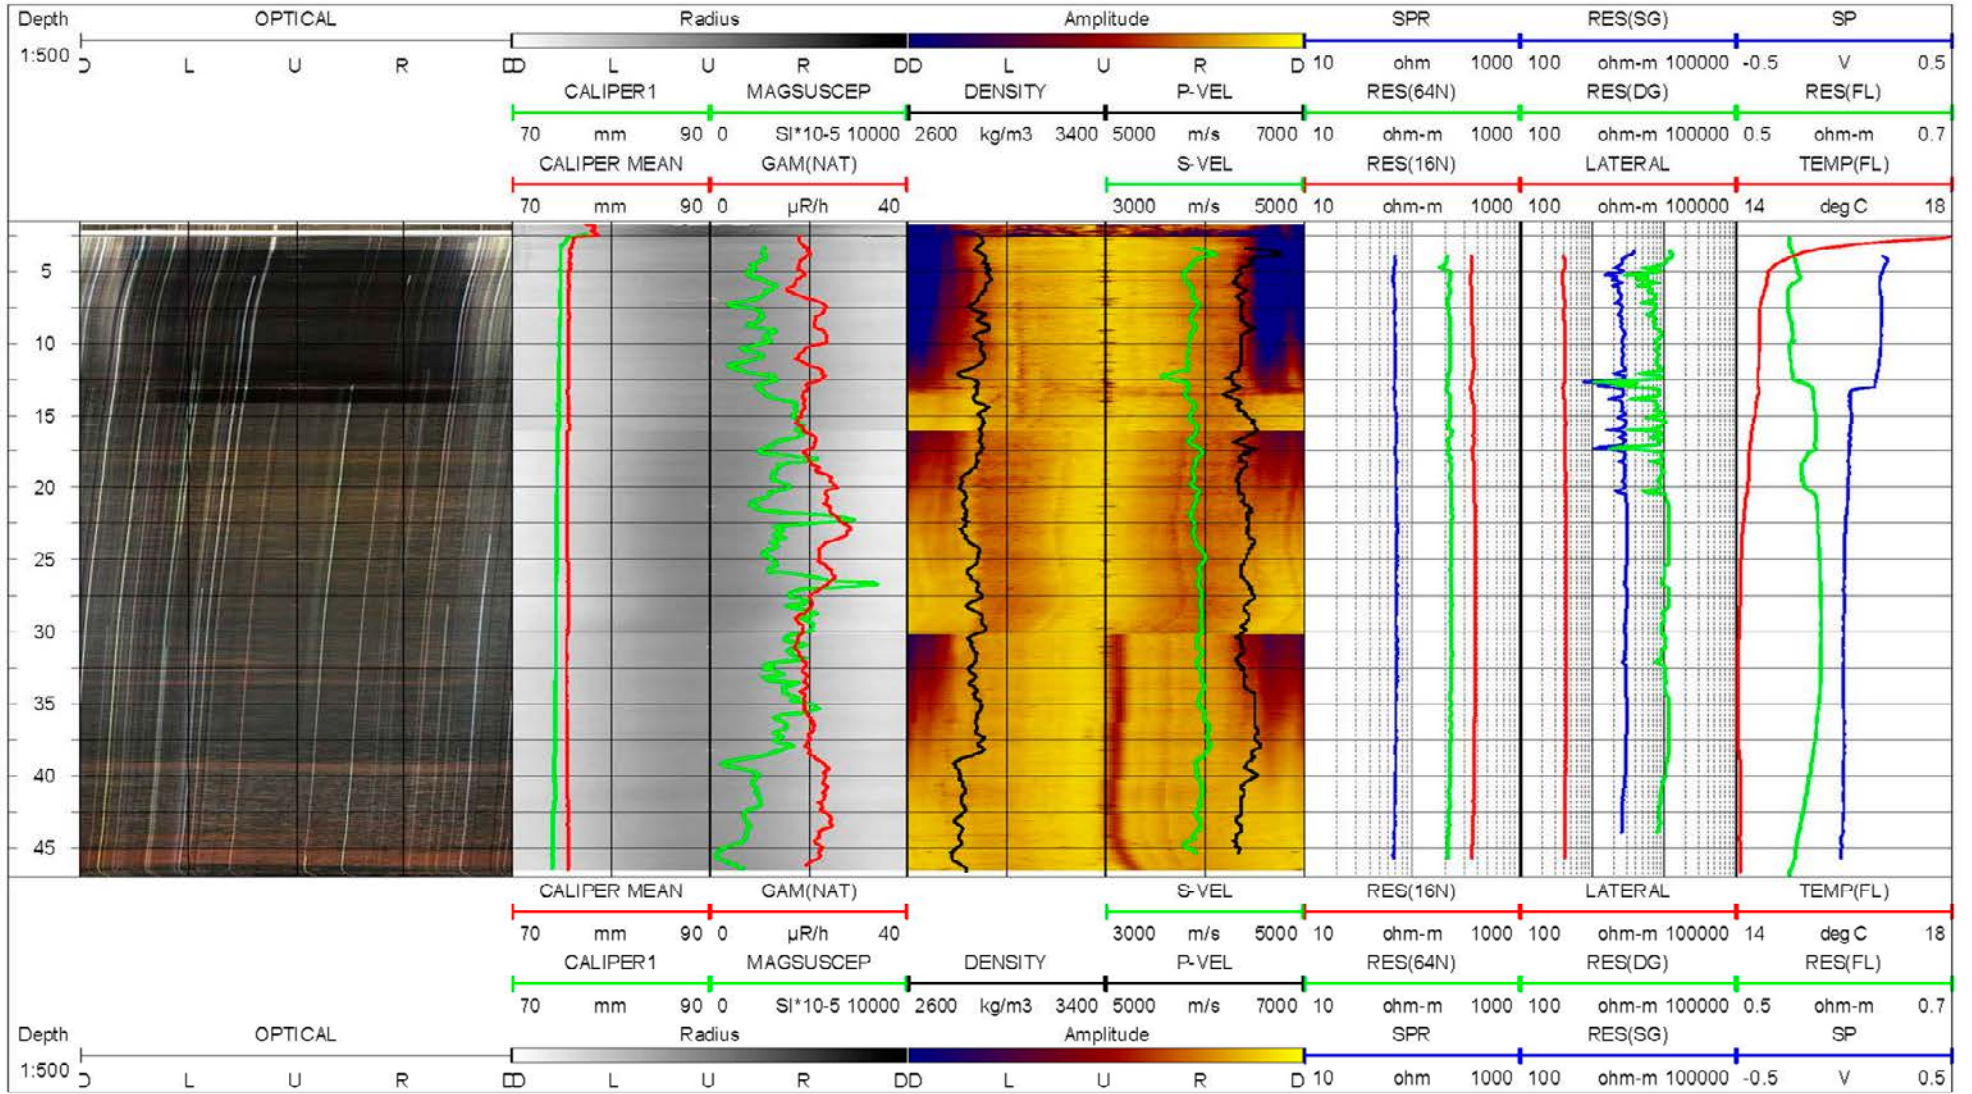 Depth OPTICAL Radius Amplitude SPR RES(SG) SP
1:500 D L U R D D L U R D D L U R D 10 ohm 1000 100 ohm-m 100000 -0.5 V 0.5
CALIPER1 MAGSUSCEP DENSITY P-VEL RES(64N) RES(DG) RES(FL)
70 mm 90 0 SI*10-5 10000 2600 kg/m3 3400 5000 m/s 7000 10 ohm-m 1000 100 ohm-m 100000 0.5 ohm-m 0.7
CALIPER MEAN GAM(NAT) S-VEL RES(16N) LATERAL TEMP(FL)
70 mm 90 0 µR/h 40 3000 m/s 5000 10 ohm-m 1000 100 ohm-m 100000 14 deg C 18
5
10
15
20
25
30
35
40
45
CALIPER MEAN GAM(NAT) S-VEL RES(16N) LATERAL TEMP(FL)
70 mm 90 0 µR/h 40 3000 m/s 5000 10 ohm-m 1000 100 ohm-m 100000 14 deg C 18
CALIPER1 MAGSUSCEP DENSITY P-VEL RES(64N) RES(DG) RES(FL)
70 mm 90 0 SI*10-5 10000 2600 kg/m3 3400 5000 m/s 7000 10 ohm-m 1000 100 ohm-m 100000 0.5 ohm-m 0.7
Depth OPTICAL Radius Amplitude SPR RES(SG) SP
1:500 D L U R D D L U R D D L U R D 10 ohm 1000 100 ohm-m 100000 -0.5 V 0.5